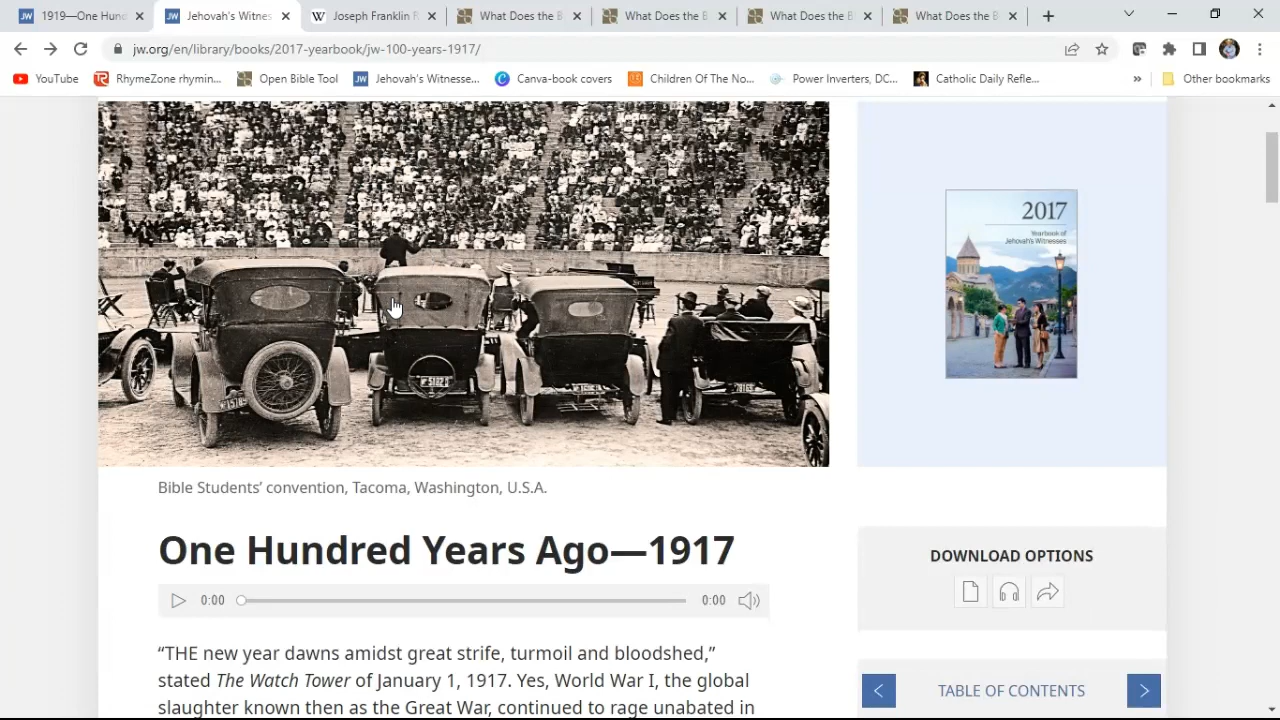 1919—One Hund
Jehovah's Witnes
Joseph Franklin R
What Does the B
What Does the B
What Does the B
What Does the B
jw.org/en/library/books/2017-yearbook/jw-100-years-1917/
YouTube
RhymeZone rhymin...
Open Bible Tool
Jehovah's Witnesse...
Canva-book covers
Children Of The No...
Power Inverters, DC...
Catholic Daily Refle...
»
Other bookmarks
2017
Yearbook of
Jehovah's Witnesses
Bible Students' convention, Tacoma, Washington, U.S.A.
One Hundred Years Ago—1917
0:00
0:00
DOWNLOAD OPTIONS
“THE new year dawns amidst great strife, turmoil and bloodshed,”
stated The Watch Tower of January 1, 1917. Yes, World War I, the global
slaughter known then as the Great War, continued to rage unabated in
TABLE OF CONTENTS